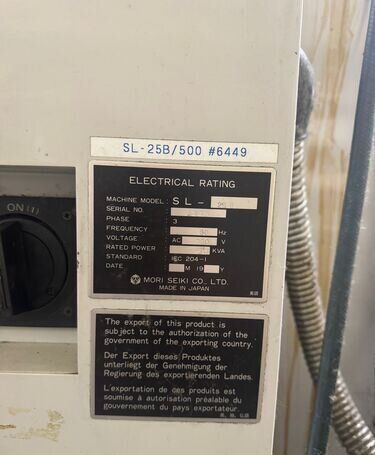 SL-25B/500 #6449
ELECTRICAL RATING
MACHINE MODEL: SL-
SERIAL NO.
PHASE 3
FREQUENCY Hz
VOLTAGE AC V
RATED POWER KVA
STANDARD IEC 204-1
DATE M 19 Y
MORI SEIKI CO., LTD.
MADE IN JAPAN
ON(I)
The export of this product is
subject to the authorization of the
government of the exporting country.
Der Export dieses Produktes
unterliegt der Genehmigung der
Regierung des exportierenden Landes.
L'exportation de ces produits est
soumise à autorisation préalable du
gouvernement du pays exportateur.